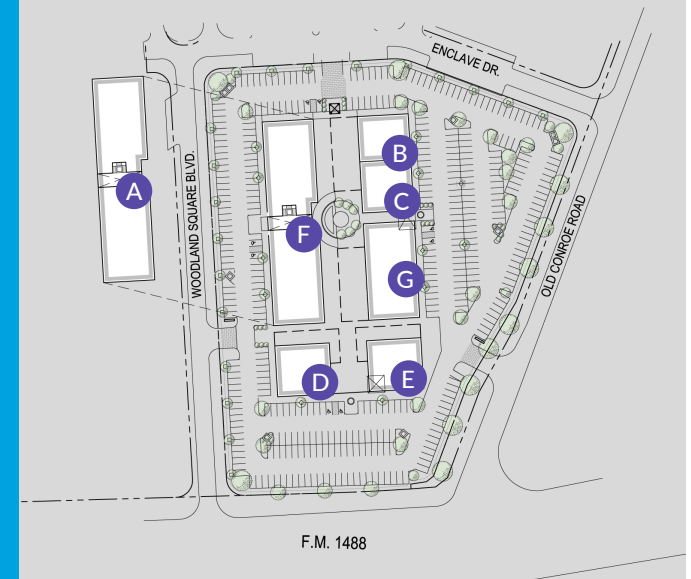 ENCLAVE DR.
B
A
WOODLAND SQUARE BLVD.
C
F
OLD CONROE ROAD
G
D
E
F.M. 1488